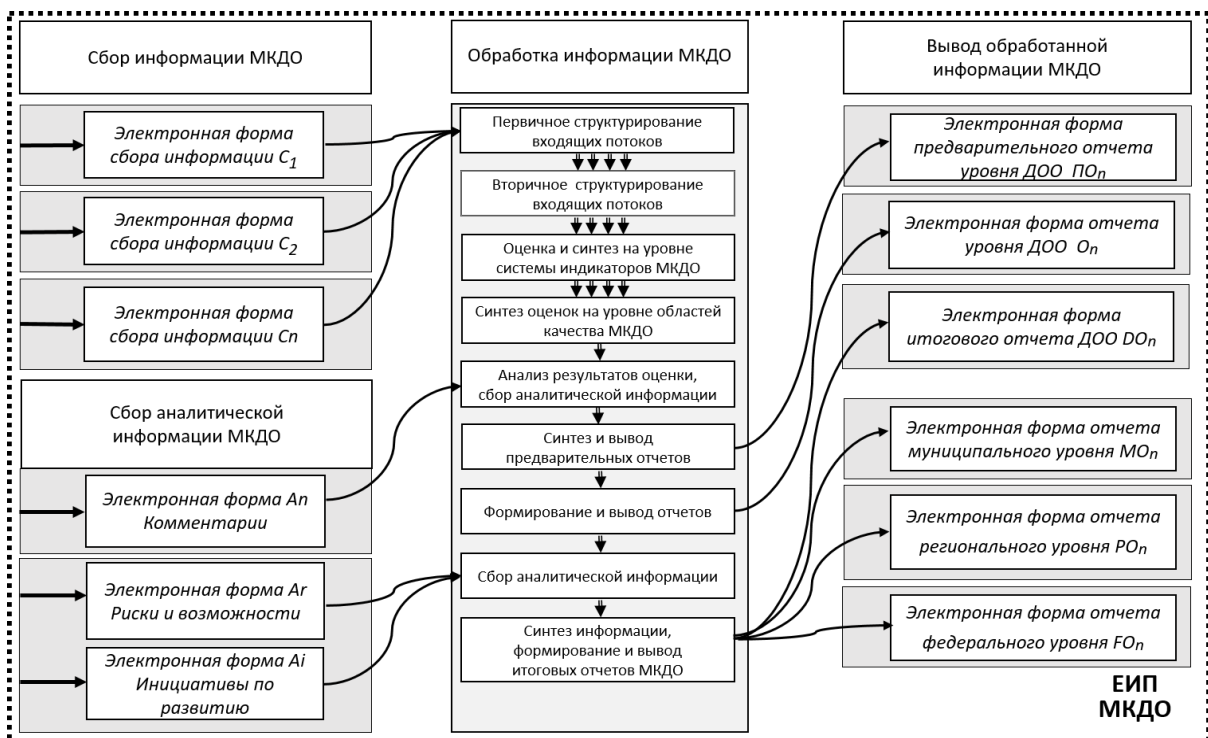 Сбор информации МКДО
Электронная форма
сбора информации C1
Электронная форма
сбора информации C2
Электронная форма
сбора информации Cn
Сбор аналитической
информации МКДО
Электронная форма An
Комментарии
Электронная форма Ar
Риски и возможности
Электронная форма Ai
Инициативы по
развитию
Обработка информации МКДО
Первичное структурирование
входящих потоков
Вторичное структурирование
входящих потоков
Оценка и синтез на уровне
системы индикаторов МКДО
Синтез оценок на уровне областей
качества МКДО
Анализ результатов оценки,
сбор аналитической информации
Синтез и вывод
предварительных отчетов
Формирование и вывод отчетов
Сбор аналитической информации
Синтез информации,
формирование и вывод
итоговых отчетов МКДО
Вывод обработанной
информации МКДО
Электронная форма
предварительного отчета
уровня ДОО ПОn
Электронная форма отчета
уровня ДОО Оn
Электронная форма
итогового отчета ДОО DOn
Электронная форма отчета
муниципального уровня МОn
Электронная форма отчета
регионального уровня РОn
Электронная форма отчета
федерального уровня FOn
ЕИП
МКДО